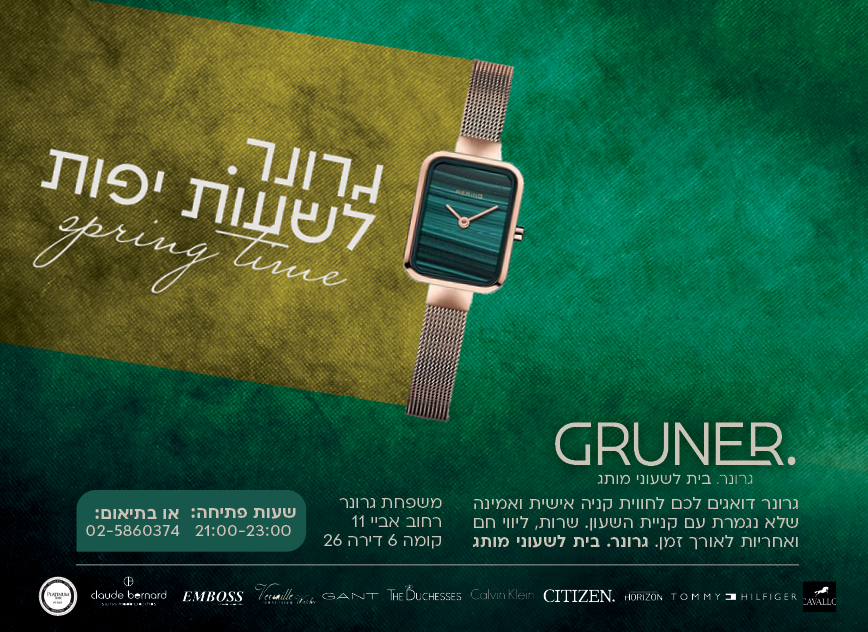 גרונר.
לשעות יפות
spring time
BERING
GRUNER.
גרונר. בית לשעוני מותג
גרונר דואגים לכם לחווית קניה אישית ואמינה
שלא נגמרת עם קניית השעון. שרות, ליווי חם
ואחריות לאורך זמן. גרונר. בית לשעוני מותג
משפחת גרונר
רחוב אביי 11
קומה 6 דירה 26
שעות פתיחה:
21:00-23:00
או בתיאום:
02-5860374
PLATINUM
claude bernard
EMBOSS
Versaille
GANT
THE DUCHESSES
Calvin Klein
CITIZEN.
HORIZON
TOMMY HILFIGER
CAVALLO